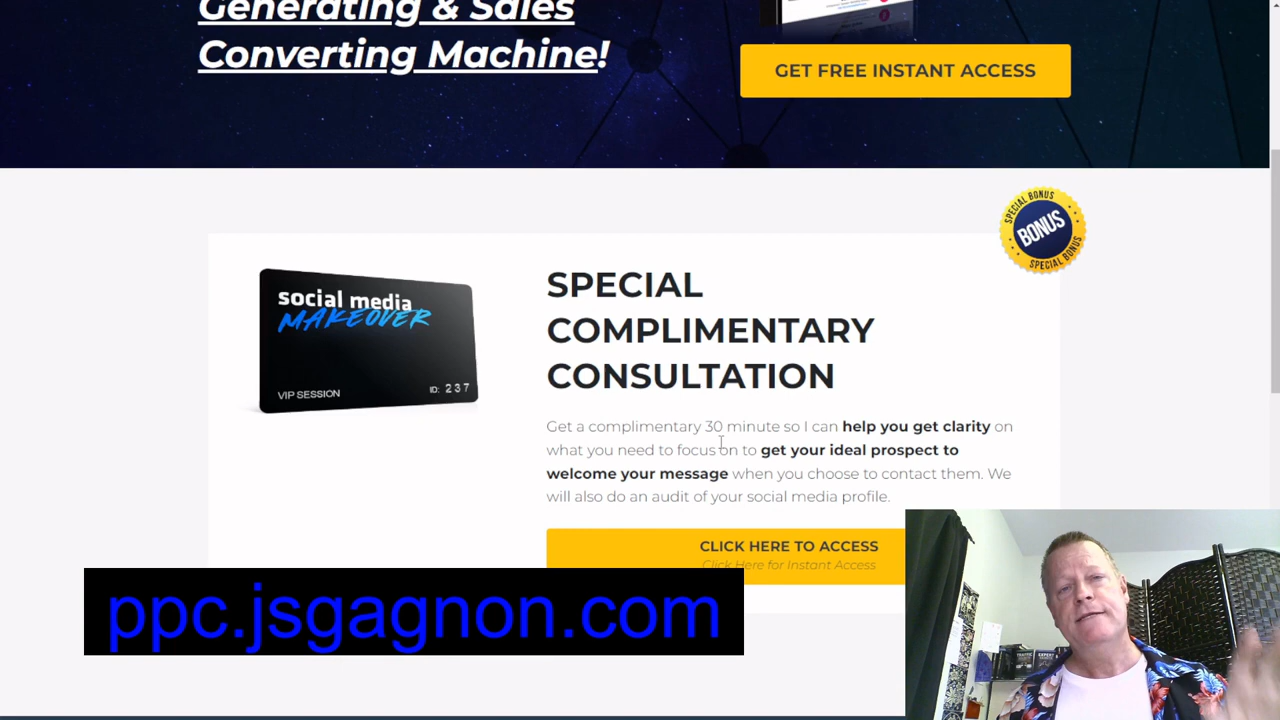 Generating & Sales
Converting Machine!
GET FREE INSTANT ACCESS
SPECIAL BONUS
BONUS
SPECIAL BONUS
social media
MAKEOVER
VIP SESSION
ID: 237
SPECIAL
COMPLIMENTARY
CONSULTATION
Get a complimentary 30 minute so I can help you get clarity on
what you need to focus on to get your ideal prospect to
welcome your message when you choose to contact them. We
will also do an audit of your social media profile.
CLICK HERE TO ACCESS
Click Here for Instant Access
ppc.jsgagnon.com